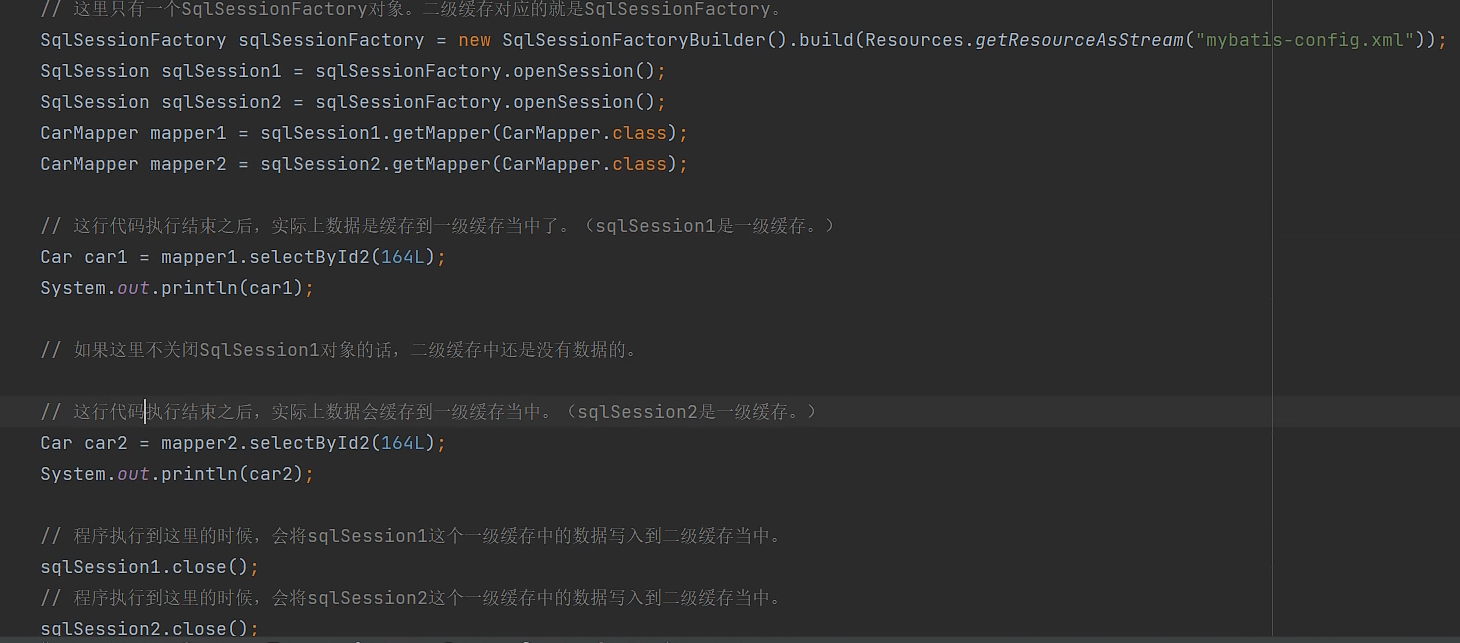 // 这里只有一个SqlSessionFactory对象。二级缓存对应的就是SqlSessionFactory。
SqlSessionFactory sqlSessionFactory = new SqlSessionFactoryBuilder().build(Resources.getResourceAsStream("mybatis-config.xml"));
SqlSession sqlSession1 = sqlSessionFactory.openSession();
SqlSession sqlSession2 = sqlSessionFactory.openSession();
CarMapper mapper1 = sqlSession1.getMapper(CarMapper.class);
CarMapper mapper2 = sqlSession2.getMapper(CarMapper.class);
// 这行代码执行结束之后，实际上数据是缓存到一级缓存当中了。（sqlSession1是一级缓存。）
Car car1 = mapper1.selectById2(164L);
System.out.println(car1);
// 如果这里不关闭SqlSession1对象的话，二级缓存中还是没有数据的。
// 这行代码执行结束之后，实际上数据会缓存到一级缓存当中。（sqlSession2是一级缓存。）
Car car2 = mapper2.selectById2(164L);
System.out.println(car2);
// 程序执行到这里的时候，会将sqlSession1这个一级缓存中的数据写入到二级缓存当中。
sqlSession1.close();
// 程序执行到这里的时候，会将sqlSession2这个一级缓存中的数据写入到二级缓存当中。
sqlSession2.close();